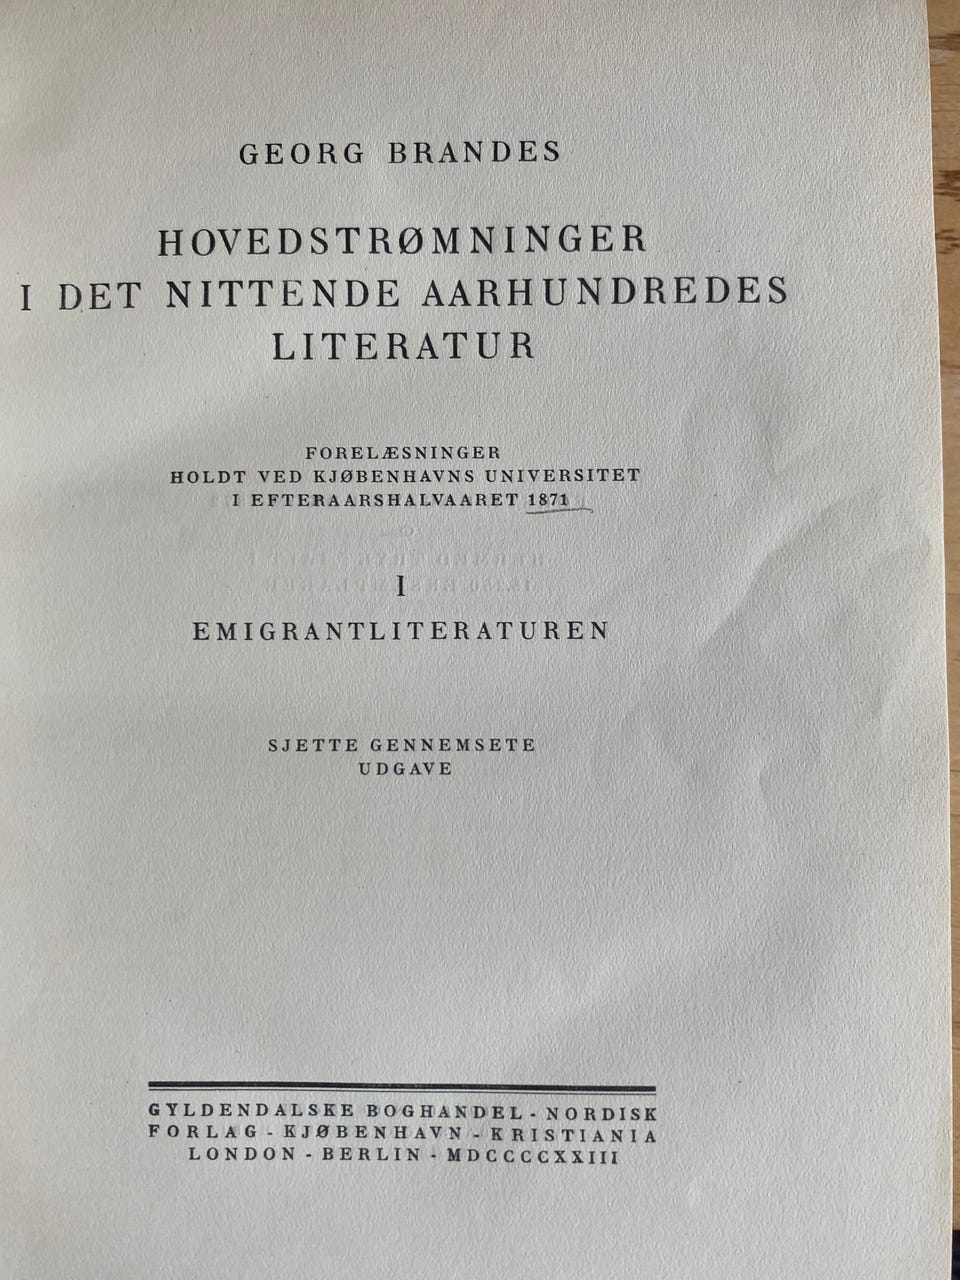 GEORG BRANDES
HOVEDSTRØMNINGER
I DET NITTENDE AARHUNDREDES
LITERATUR
FORELÆSNINGER
HOLDT VED KJØBENHAVNS UNIVERSITET
I EFTERAARSHALVAARET 1871
I
EMIGRANTLITERATUREN
SJETTE GENNEMSETE
UDGAVE
GYLDENDALSKE BOGHANDEL - NORDISK
FORLAG - KJØBENHAVN - KRISTIANIA
LONDON - BERLIN - MDCCCCXXIII